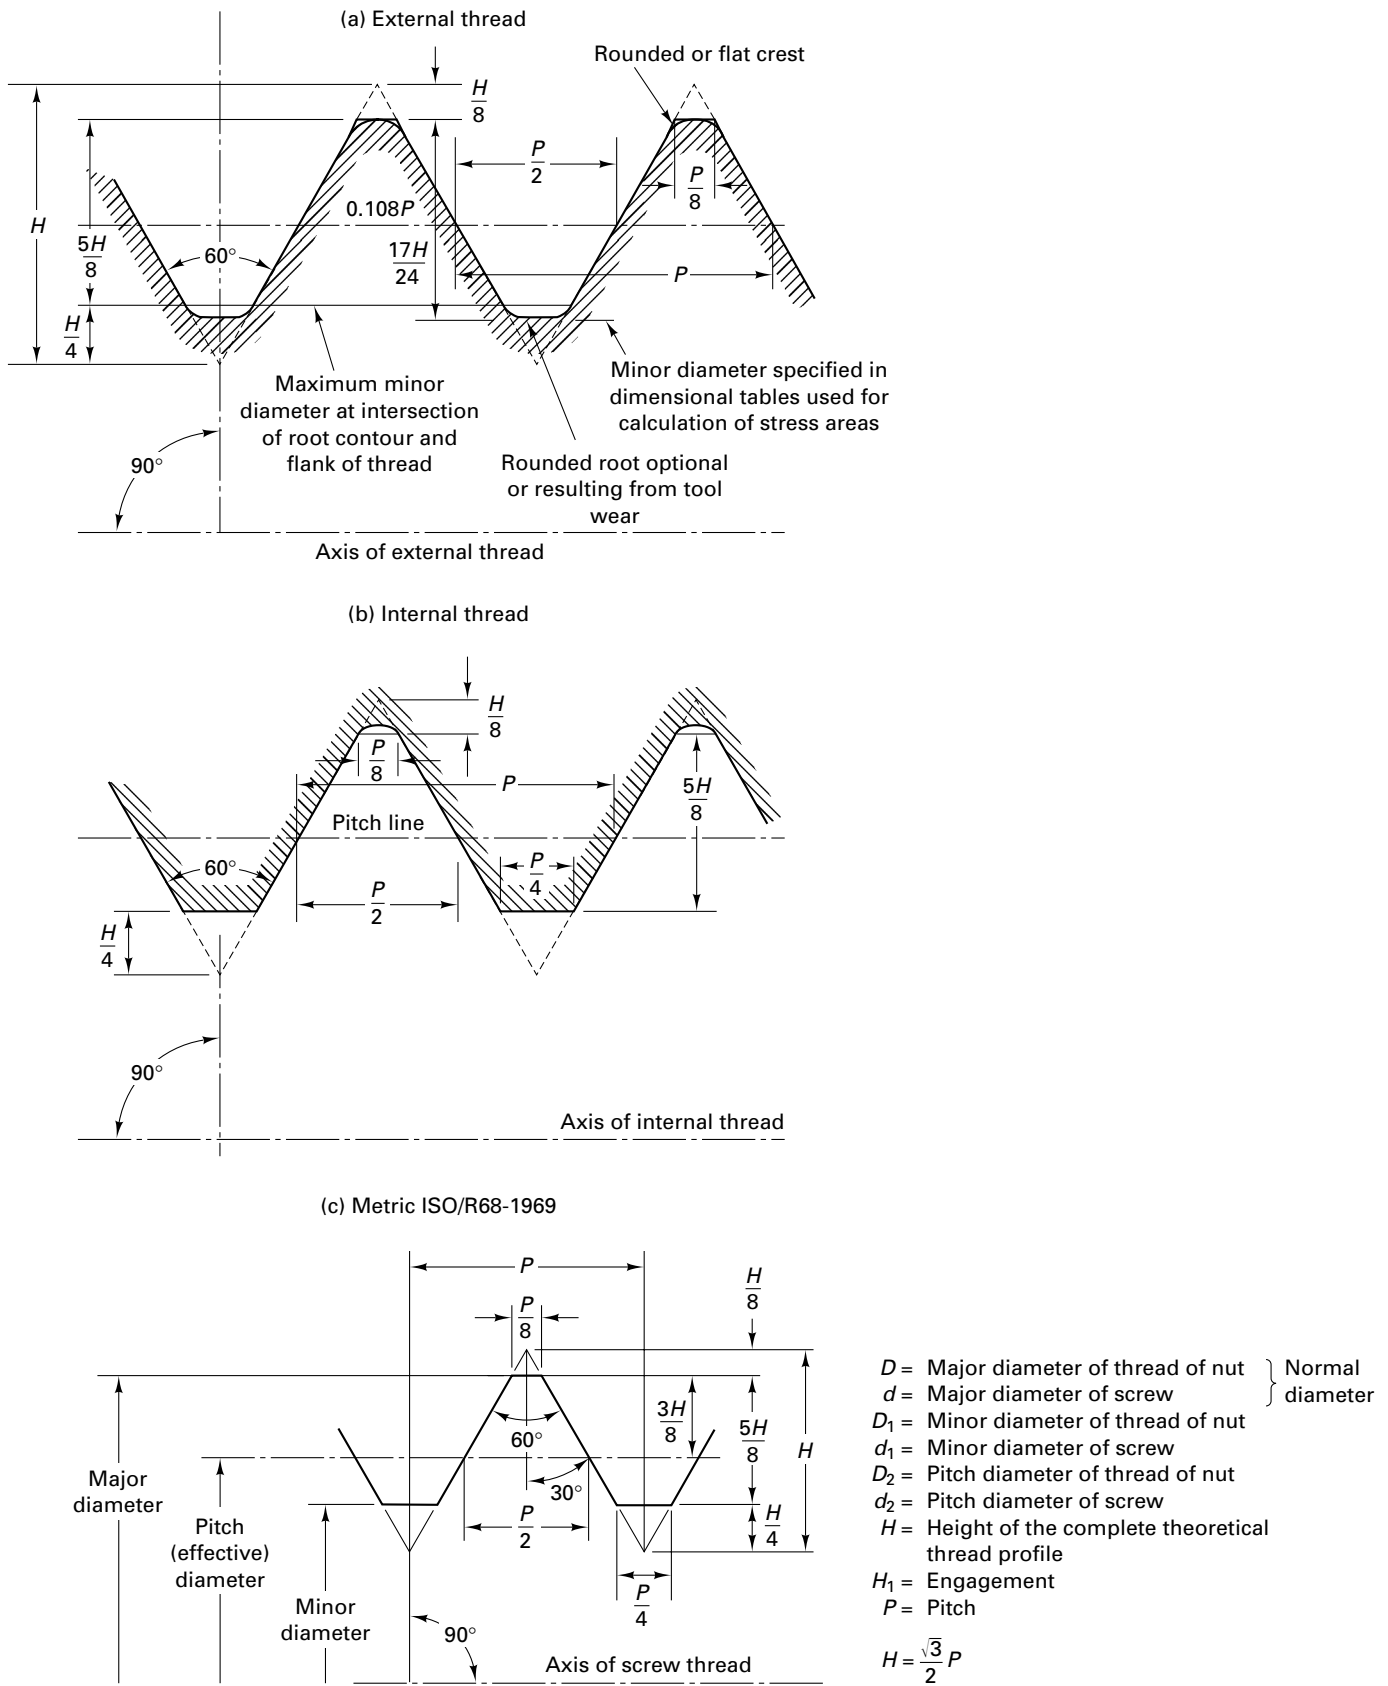 (a) External thread
Rounded or flat crest
H/8
P/2
P/8
H
5H/8
60°
0.108P
17H/24
P
H/4
Maximum minor
diameter at intersection
of root contour and
flank of thread
Minor diameter specified in
dimensional tables used for
calculation of stress areas
Rounded root optional
or resulting from tool
wear
90°
Axis of external thread
(b) Internal thread
H/8
P/8
P
5H/8
Pitch line
60°
P/4
P/2
H/4
90°
Axis of internal thread
(c) Metric ISO/R68-1969
P
H/8
P/8
3H/8
5H/8
H
60°
30°
Major
diameter
Pitch
(effective)
diameter
Minor
diameter
P/2
H/4
P/4
90°
Axis of screw thread
D = Major diameter of thread of nut } Normal
d = Major diameter of screw } diameter
D₁ = Minor diameter of thread of nut
d₁ = Minor diameter of screw
D₂ = Pitch diameter of thread of nut
d₂ = Pitch diameter of screw
H = Height of the complete theoretical
thread profile
H₁ = Engagement
P = Pitch
H = √3/2 P